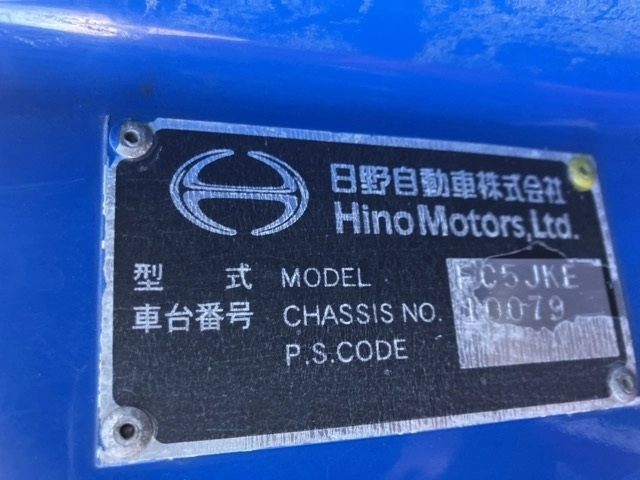 日野自動車株式会社
Hino Motors, Ltd.
型 式 MODEL FC5JKE
車台番号 CHASSIS NO. 10079
P.S.CODE